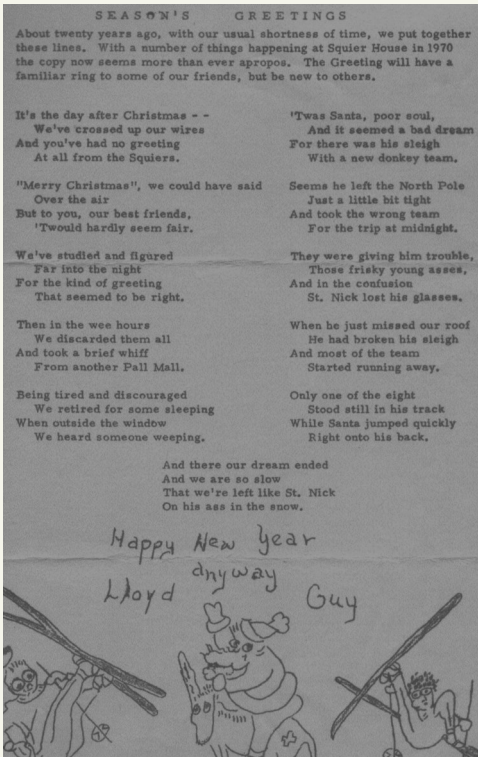 SEASON'S GREETINGS
About twenty years ago, with our usual shortness of time, we put together
these lines. With a number of things happening at Squier House in 1970
the copy now seems more than ever apropos. The Greeting will have a
familiar ring to some of our friends, but be new to others.
It's the day after Christmas - -
We've crossed up our wires
And you've had no greeting
At all from the Squiers.
"Merry Christmas", we could have said
Over the air
But to you, our best friends,
'Twould hardly seem fair.
We've studied and figured
Far into the night
For the kind of greeting
That seemed to be right.
Then in the wee hours
We discarded them all
And took a brief whiff
From another Pall Mall.
Being tired and discouraged
We retired for some sleeping
When outside the window
We heard someone weeping.
'Twas Santa, poor soul,
And it seemed a bad dream
For there was his sleigh
With a new donkey team.
Seems he left the North Pole
Just a little bit tight
And took the wrong team
For the trip at midnight.
They were giving him trouble,
Those frisky young asses,
And in the confusion
St. Nick lost his glasses.
When he just missed our roof
He had broken his sleigh
And most of the team
Started running away.
Only one of the eight
Stood still in his track
While Santa jumped quickly
Right onto his back.
And there our dream ended
And we are so slow
That we're left like St. Nick
On his ass in the snow.
Happy New Year
anyway
Lloyd Guy